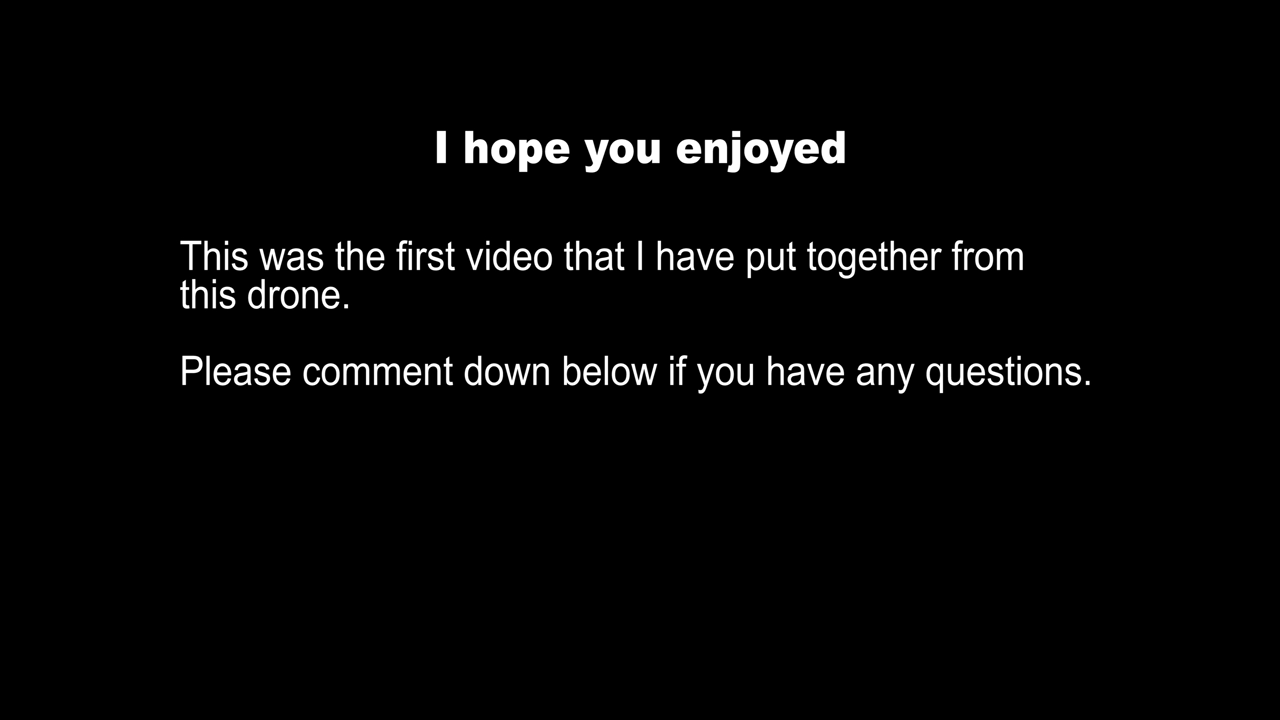 I hope you enjoyed
This was the first video that I have put together from
this drone.
Please comment down below if you have any questions.